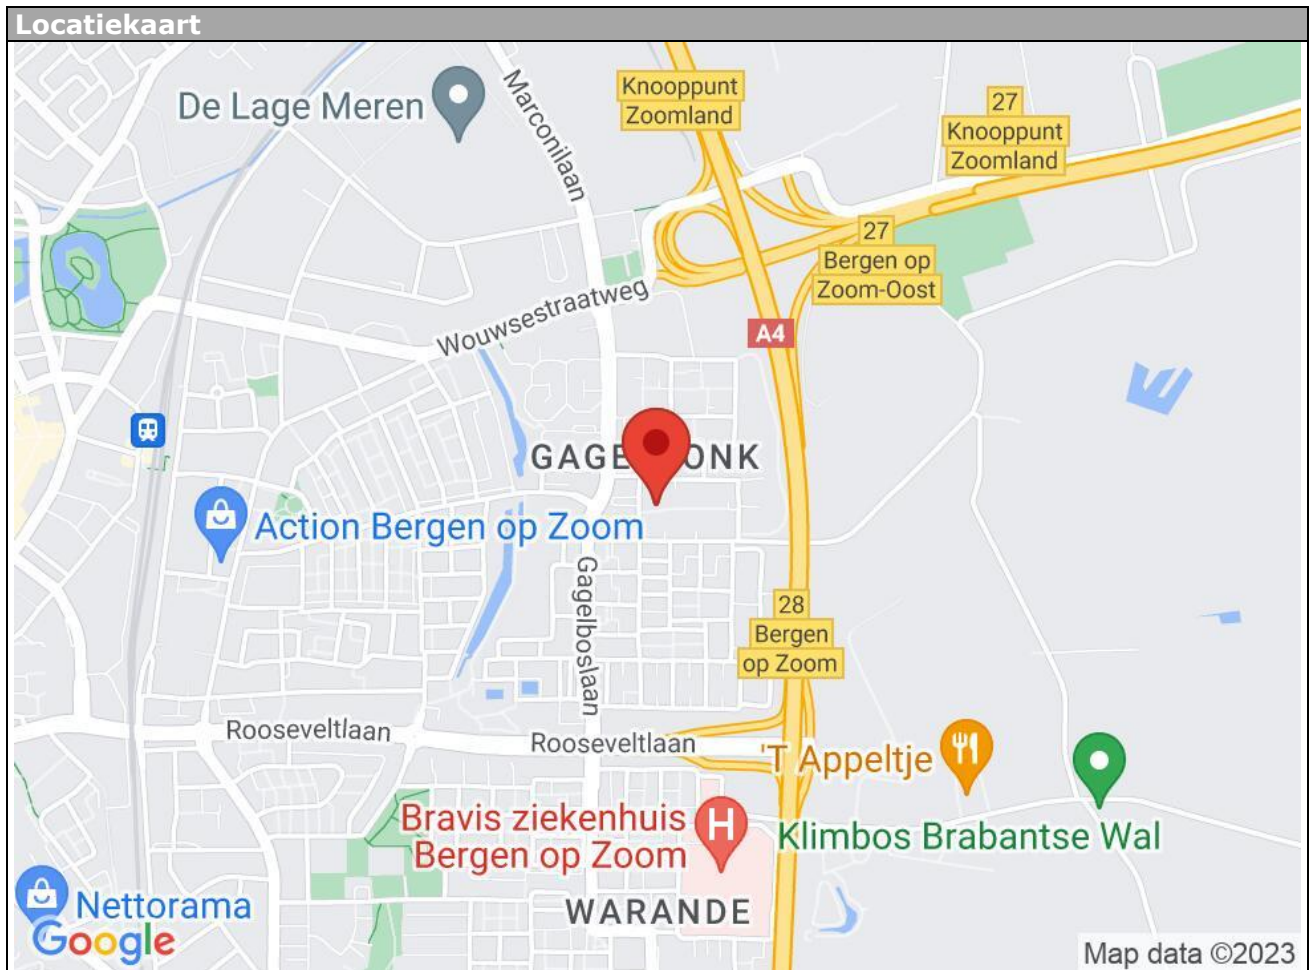 Locatiekaart
De Lage Meren
Marconilaan
Knooppunt
Zoomland
27
Knooppunt
Zoomland
27
Bergen op
Zoom-Oost
Wouwsestraatweg
A4
GAGE
ONK
Action Bergen op Zoom
Gagelboslaan
28
Bergen
op Zoom
Rooseveltlaan
Rooseveltlaan
'T Appeltje
Bravis ziekenhuis
Bergen op Zoom
H
Klimbos Brabantse Wal
Nettorama
WARANDE
Google
Map data ©2023